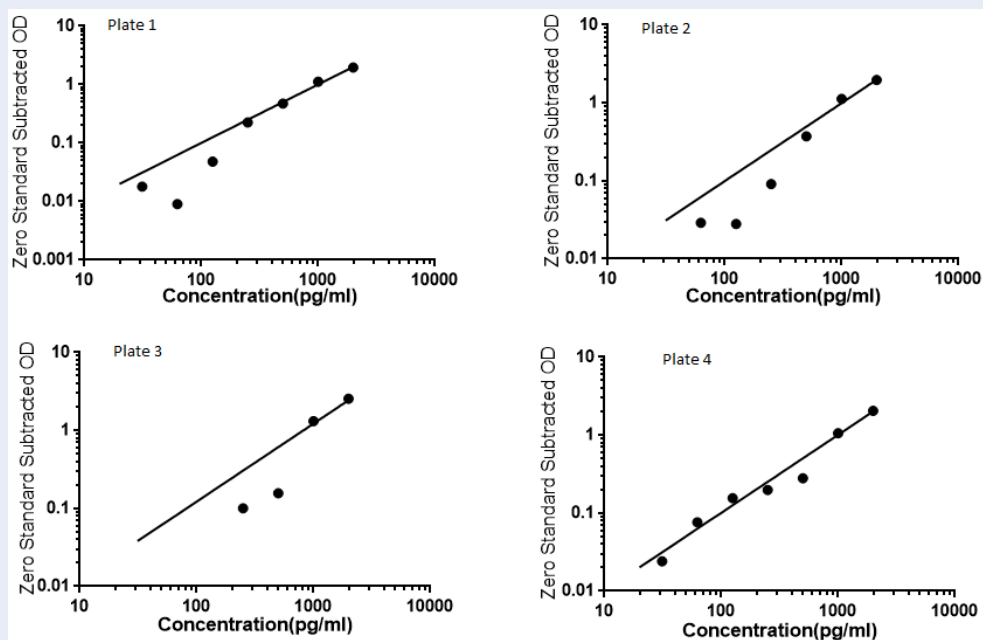 Plate 1
Zero Standard Subtracted OD
10
1
0.1
0.01
0.001
10 100 1000 10000
Concentration(pg/ml)
Plate 2
Zero Standard Subtracted OD
10
1
0.1
0.01
10 100 1000 10000
Concentration(pg/ml)
Plate 3
Zero Standard Subtracted OD
10
1
0.1
0.01
10 100 1000 10000
Concentration(pg/ml)
Plate 4
Zero Standard Subtracted OD
10
1
0.1
0.01
10 100 1000 10000
Concentration(pg/ml)